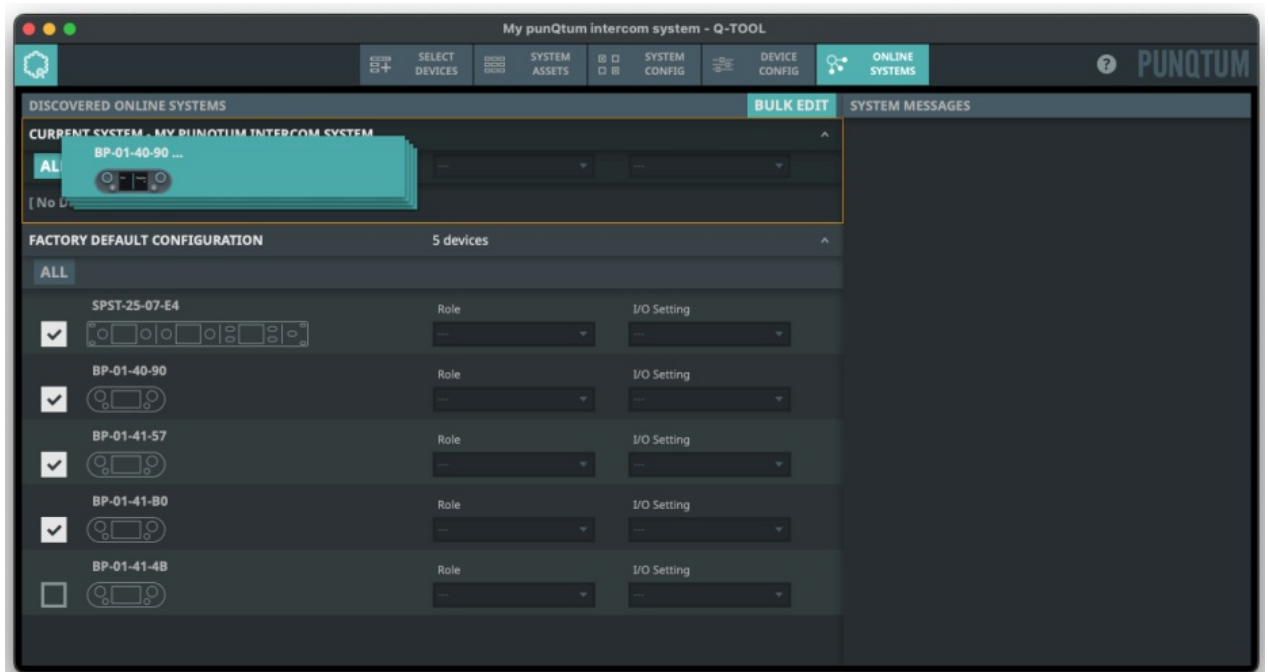 My punQtum intercom system - Q-TOOL
SELECT DEVICES
SYSTEM ASSETS
SYSTEM CONFIG
DEVICE CONFIG
ONLINE SYSTEMS
?
PUNQTUM
DISCOVERED ONLINE SYSTEMS
BULK EDIT
SYSTEM MESSAGES
CURRENT SYSTEM - MY PUNQTUM INTERCOM SYSTEM
BP-01-40-90 ...
AL
---
---
[ No D
FACTORY DEFAULT CONFIGURATION
5 devices
ALL
SPST-25-07-E4
Role
I/O Setting
---
---
BP-01-40-90
Role
I/O Setting
---
---
BP-01-41-57
Role
I/O Setting
---
---
BP-01-41-B0
Role
I/O Setting
---
---
BP-01-41-4B
Role
I/O Setting
---
---